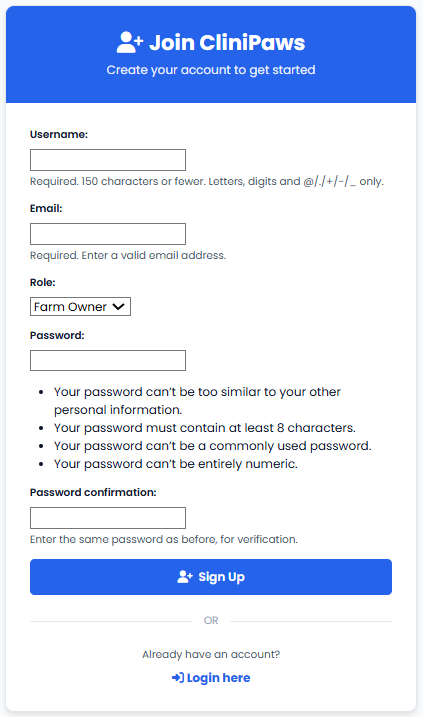 Join CliniPaws
Create your account to get started
Username:
Required. 150 characters or fewer. Letters, digits and @/./+/-/_ only.
Email:
Required. Enter a valid email address.
Role:
Farm Owner
Password:
Your password can't be too similar to your other
personal information.
Your password must contain at least 8 characters.
Your password can't be a commonly used password.
Your password can't be entirely numeric.
Password confirmation:
Enter the same password as before, for verification.
Sign Up
OR
Already have an account?
Login here